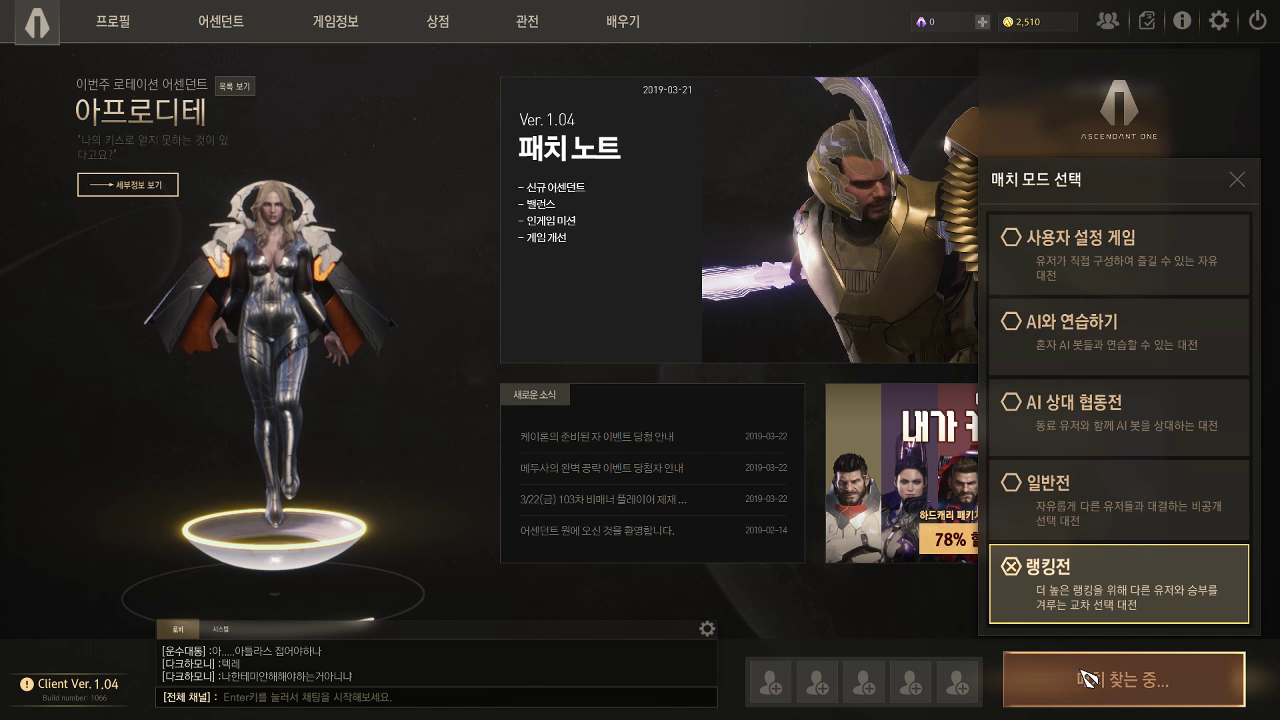 프로필
어센던트
게임정보
상점
관전
배우기
0
2,510
이번주 로테이션 어센던트
목록 보기
아프로디테
"나의 키스로 얻지 못하는 것이 있
다고요?"
세부정보 보기
2019-03-21
Ver. 1.04
패치 노트
- 신규 어센던트
- 밸런스
- 인게임 미션
- 게임 개선
새로운 소식
케이론의 준비된 자 이벤트 당첨 안내 2019-03-22
메두사의 완벽 공략 이벤트 당첨자 안내 2019-03-22
3/22(금) 103차 비매너 플레이어 제재 ... 2019-03-22
어센던트 원에 오신 것을 환영합니다. 2019-02-14
내가
하드캐리 패키지
78%
ASCENDANT ONE
매치 모드 선택
사용자 설정 게임
유저가 직접 구성하여 즐길 수 있는 자유
대전
AI와 연습하기
혼자 AI 봇들과 연습할 수 있는 대전
AI 상대 협동전
동료 유저와 함께 AI 봇을 상대하는 대전
일반전
자유롭게 다른 유저들과 대결하는 비공개
선택 대전
랭킹전
더 높은 랭킹을 위해 다른 유저와 승부를
겨루는 교차 선택 대전
찾는 중...
로비
시스템
[운수대통] :아.....아틀라스 접어야하나
[다크하모니] :텍레
[다크하모니] :나한테미안해해야하는거아니냐
[전체 채널] : Enter키를 눌러서 채팅을 시작해보세요.
Client Ver. 1.04
Build number: 1066